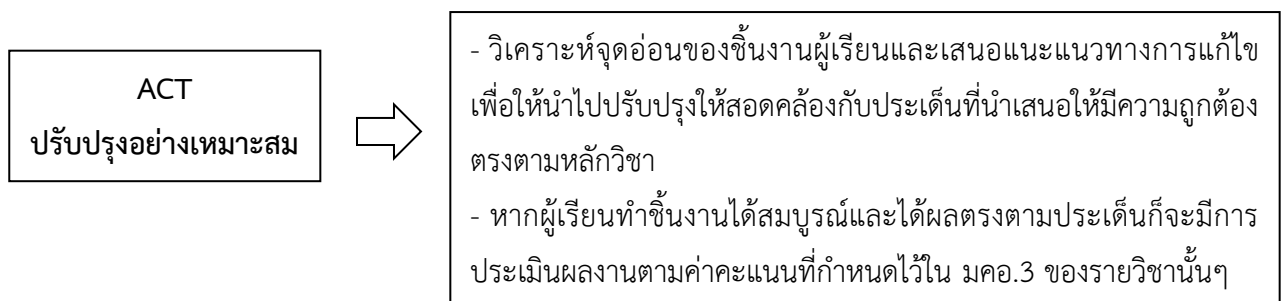 ACT
ปรับปรุงอย่างเหมาะสม
- วิเคราะห์จุดอ่อนของชิ้นงานผู้เรียนและเสนอแนะแนวทางการแก้ไข
เพื่อให้นำไปปรับปรุงให้สอดคล้องกับประเด็นที่นำเสนอให้มีความถูกต้อง
ตรงตามหลักวิชา
- หากผู้เรียนทำชิ้นงานได้สมบูรณ์และได้ผลตรงตามประเด็นก็จะมีการ
ประเมินผลงานตามค่าคะแนนที่กำหนดไว้ใน มคอ.3 ของรายวิชานั้นๆ